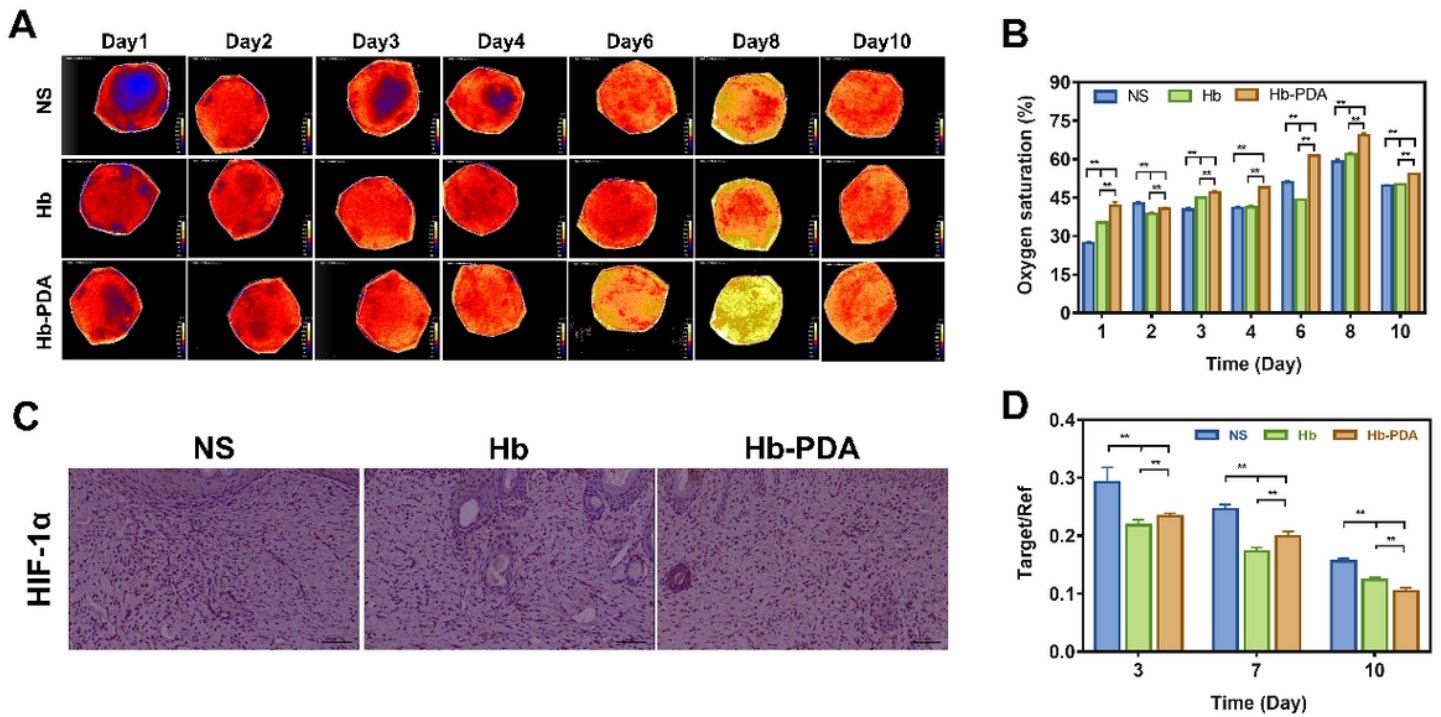 A
Day1 Day2 Day3 Day4 Day6 Day8 Day10
NS
Hb
Hb-PDA
B
Oxygen saturation (%)
90
75
60
45
30
15
0
NS Hb Hb-PDA
** ** ** ** ** ** **
** ** ** ** ** ** **
1 2 3 4 6 8 10
Time (Day)
C
NS Hb Hb-PDA
HIF-1α
D
Target/Ref
0.4
0.3
0.2
0.1
0.0
NS Hb Hb-PDA
** ** **
** ** **
3 7 10
Time (Day)